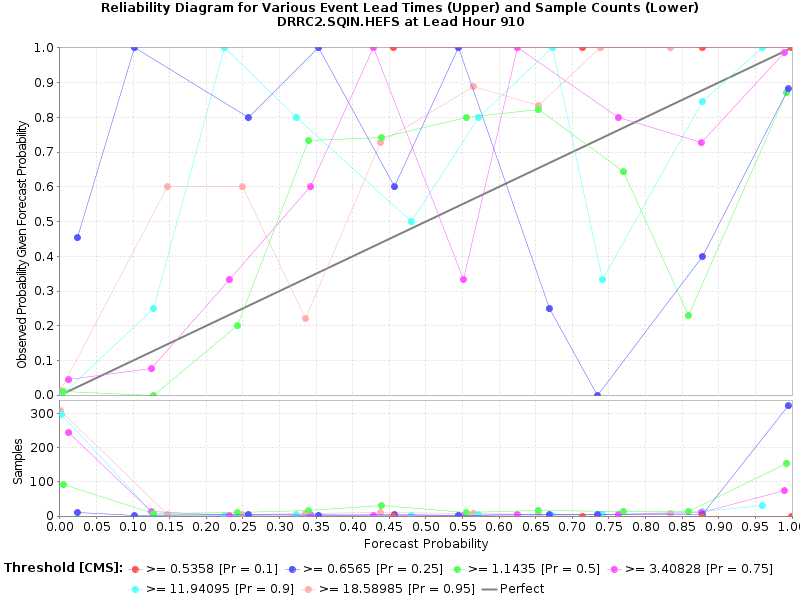 Reliability Diagram for Various Event Lead Times (Upper) and Sample Counts (Lower)
DRRC2.SQIN.HEFS at Lead Hour 910
Observed Probability Given Forecast Probability
1.0
0.9
0.8
0.7
0.6
0.5
0.4
0.3
0.2
0.1
0.0
Samples
300
200
100
0
0.00 0.05 0.10 0.15 0.20 0.25 0.30 0.35 0.40 0.45 0.50 0.55 0.60 0.65 0.70 0.75 0.80 0.85 0.90 0.95 1.0
Forecast Probability
Threshold [CMS]: >= 0.5358 [Pr = 0.1] >= 0.6565 [Pr = 0.25] >= 1.1435 [Pr = 0.5] >= 3.40828 [Pr = 0.75]
>= 11.94095 [Pr = 0.9] >= 18.58985 [Pr = 0.95] Perfect